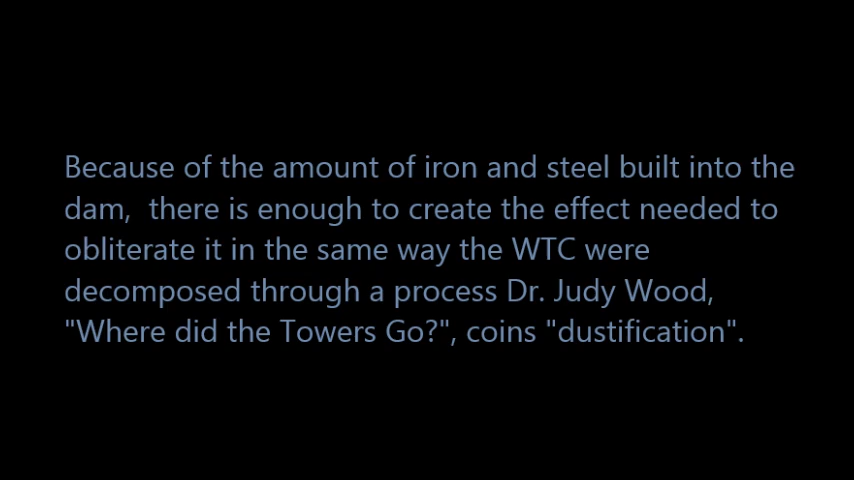 Because of the amount of iron and steel built into the
dam,  there is enough to create the effect needed to
obliterate it in the same way the WTC were
decomposed through a process Dr. Judy Wood,
"Where did the Towers Go?", coins "dustification".